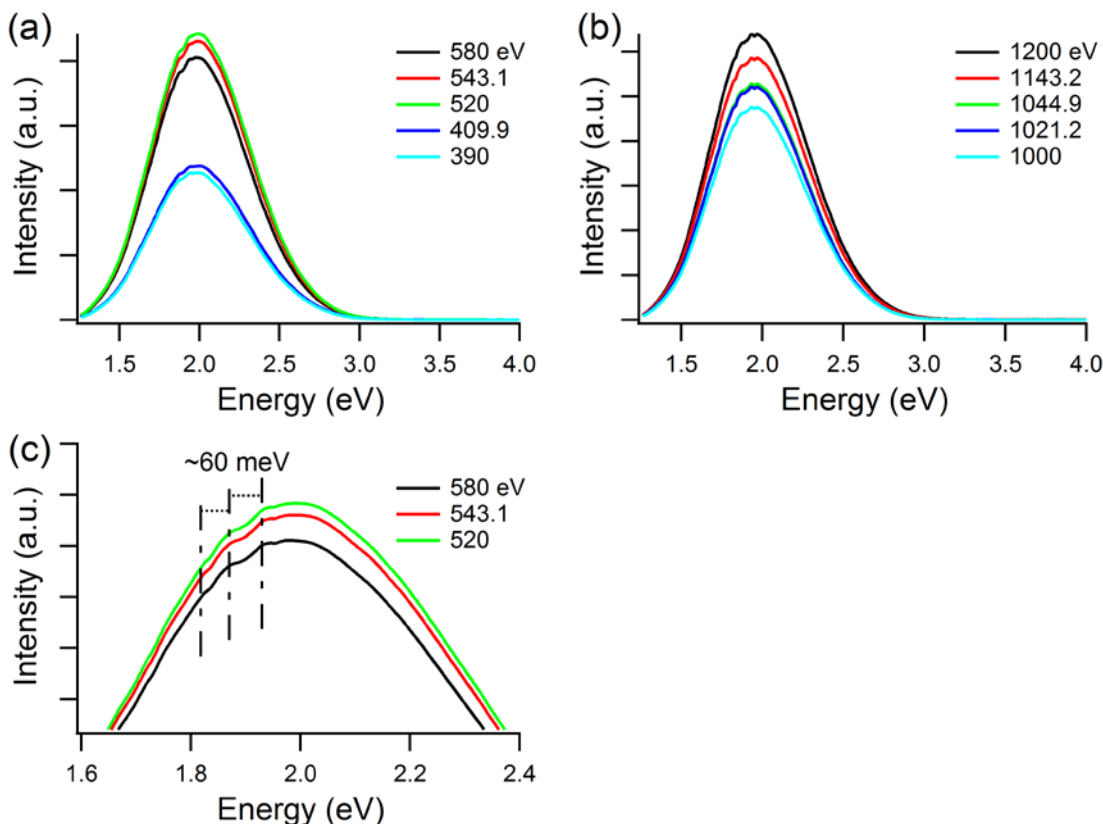 (a)
580 eV
543.1
520
409.9
390
Intensity (a.u.)
1.5 2.0 2.5 3.0 3.5 4.0
Energy (eV)
(b)
1200 eV
1143.2
1044.9
1021.2
1000
Intensity (a.u.)
1.5 2.0 2.5 3.0 3.5 4.0
Energy (eV)
(c)
~60 meV
580 eV
543.1
520
Intensity (a.u.)
1.6 1.8 2.0 2.2 2.4
Energy (eV)